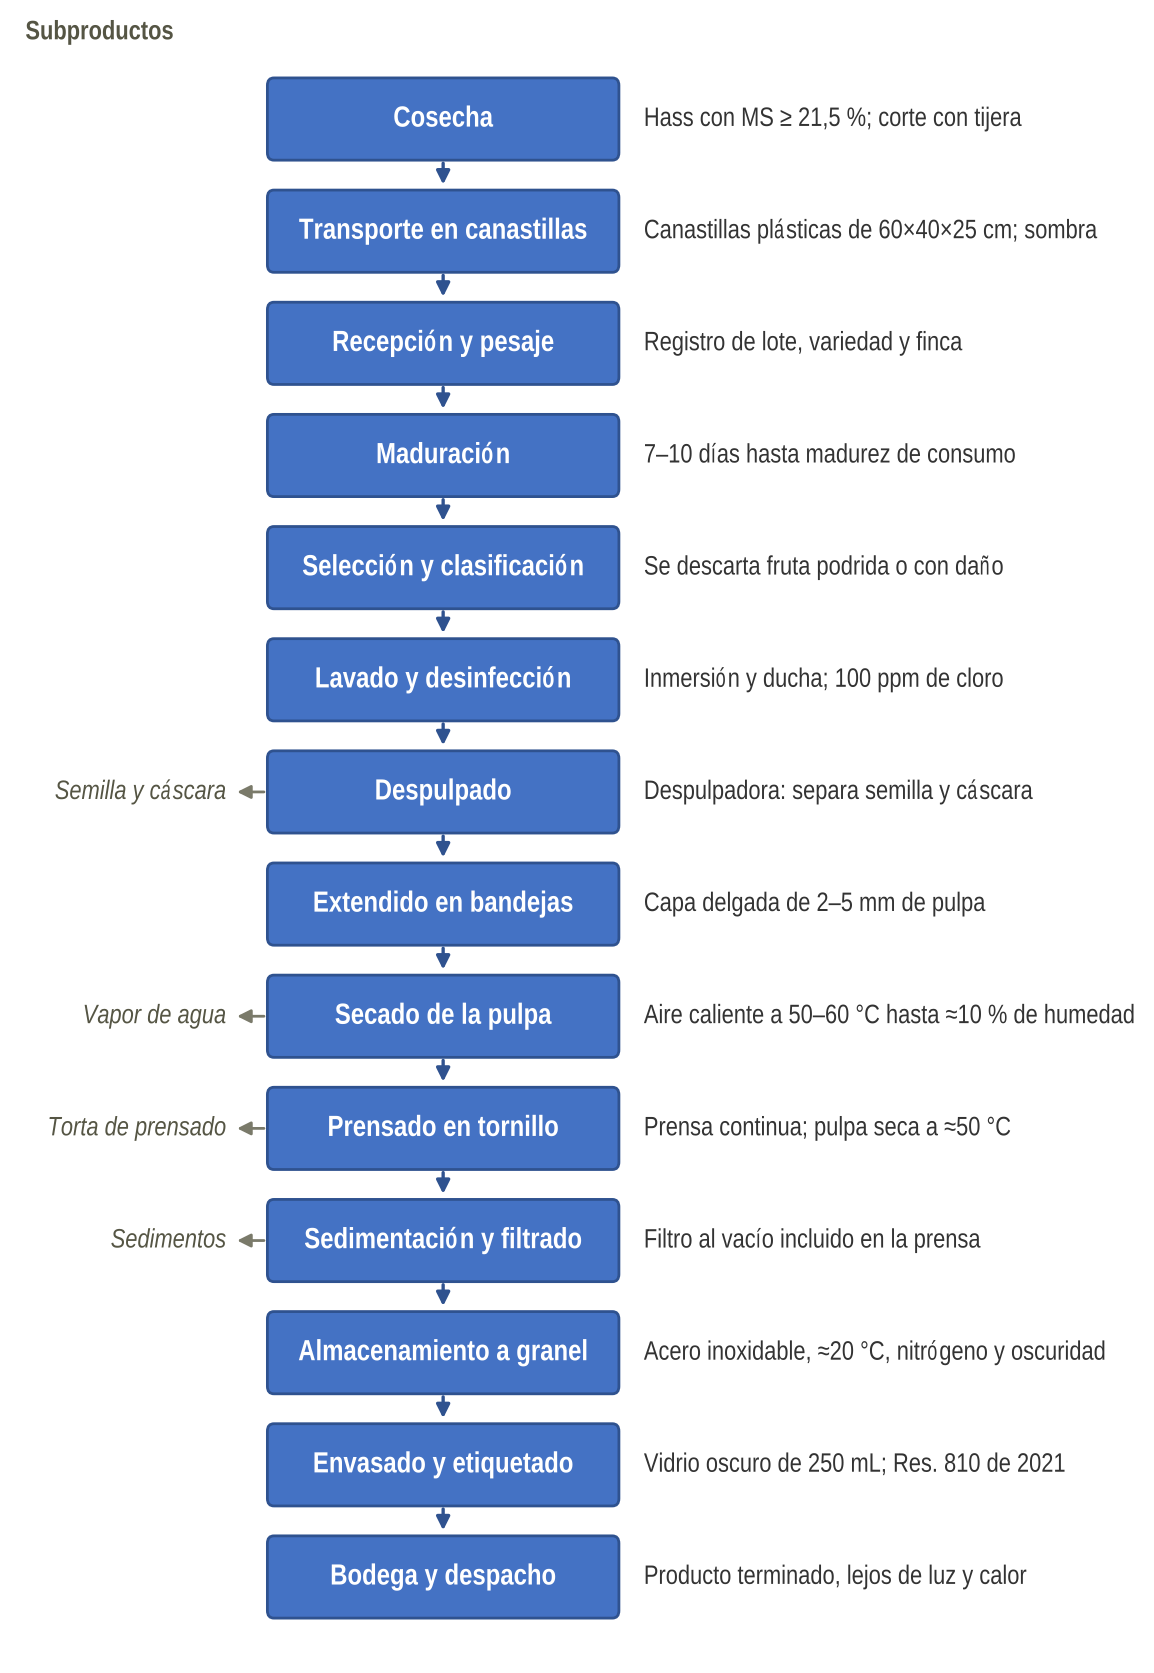 Subproductos
Cosecha
Hass con MS ≥ 21,5 %; corte con tijera
Transporte en canastillas
Canastillas plásticas de 60×40×25 cm; sombra
Recepción y pesaje
Registro de lote, variedad y finca
Maduración
7–10 días hasta madurez de consumo
Selección y clasificación
Se descarta fruta podrida o con daño
Lavado y desinfección
Inmersión y ducha; 100 ppm de cloro
Semilla y cáscara
Despulpado
Despulpadora: separa semilla y cáscara
Extendido en bandejas
Capa delgada de 2–5 mm de pulpa
Vapor de agua
Secado de la pulpa
Aire caliente a 50–60 °C hasta ≈10 % de humedad
Torta de prensado
Prensado en tornillo
Prensa continua; pulpa seca a ≈50 °C
Sedimentos
Sedimentación y filtrado
Filtro al vacío incluido en la prensa
Almacenamiento a granel
Acero inoxidable, ≈20 °C, nitrógeno y oscuridad
Envasado y etiquetado
Vidrio oscuro de 250 mL; Res. 810 de 2021
Bodega y despacho
Producto terminado, lejos de luz y calor